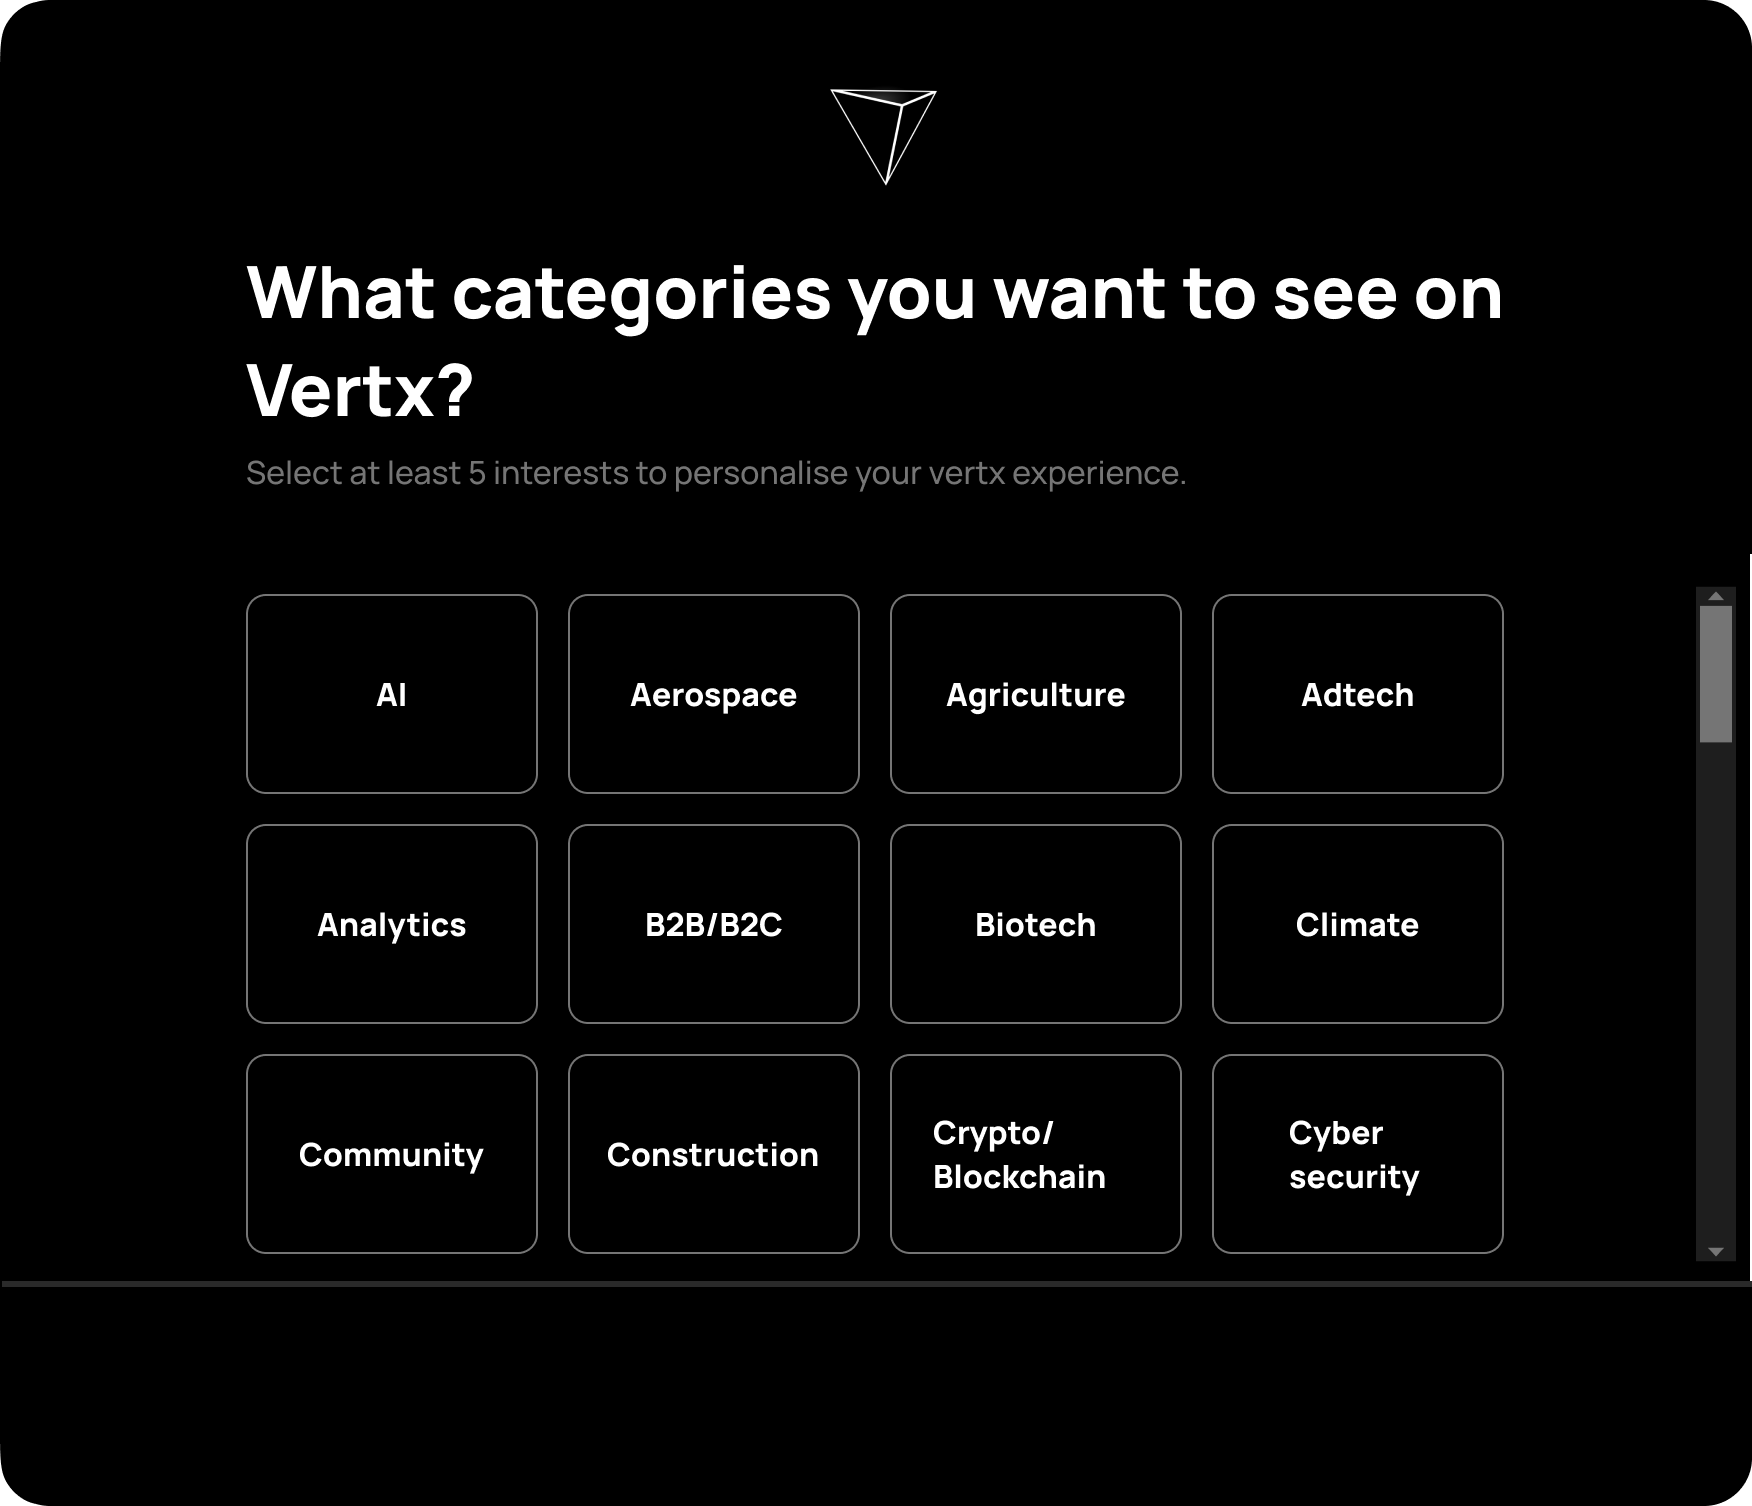 What categories you want to see on
Vertx?
Select at least 5 interests to personalise your vertx experience.
AI
Aerospace
Agriculture
Adtech
Analytics
B2B/B2C
Biotech
Climate
Community
Construction
Crypto/
Blockchain
Cyber
security